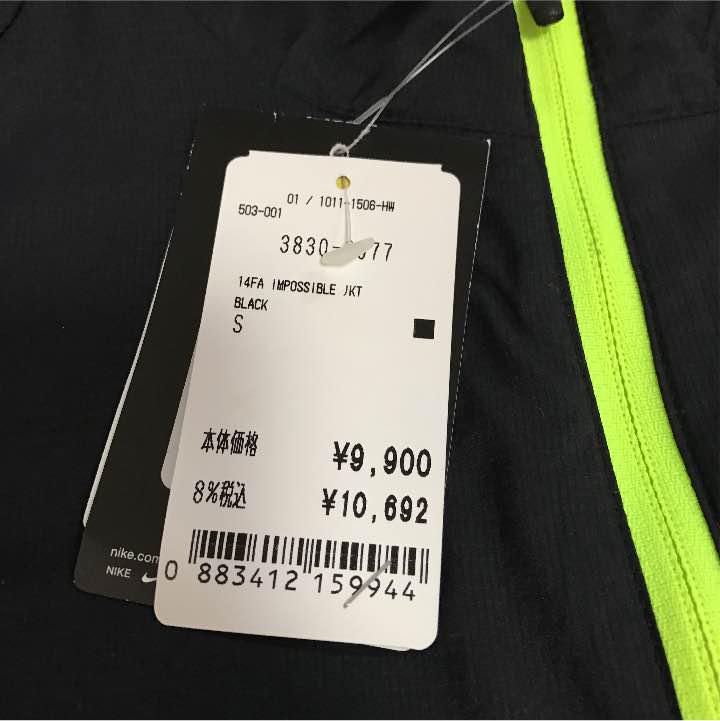 01 / 1011-1506-HW
503-001
14FA IMPOSSIBLE JKT
BLACK
S
本体価格
¥9,900
8%税込
¥10,692
0 883412 159944
nike.com
NIKE